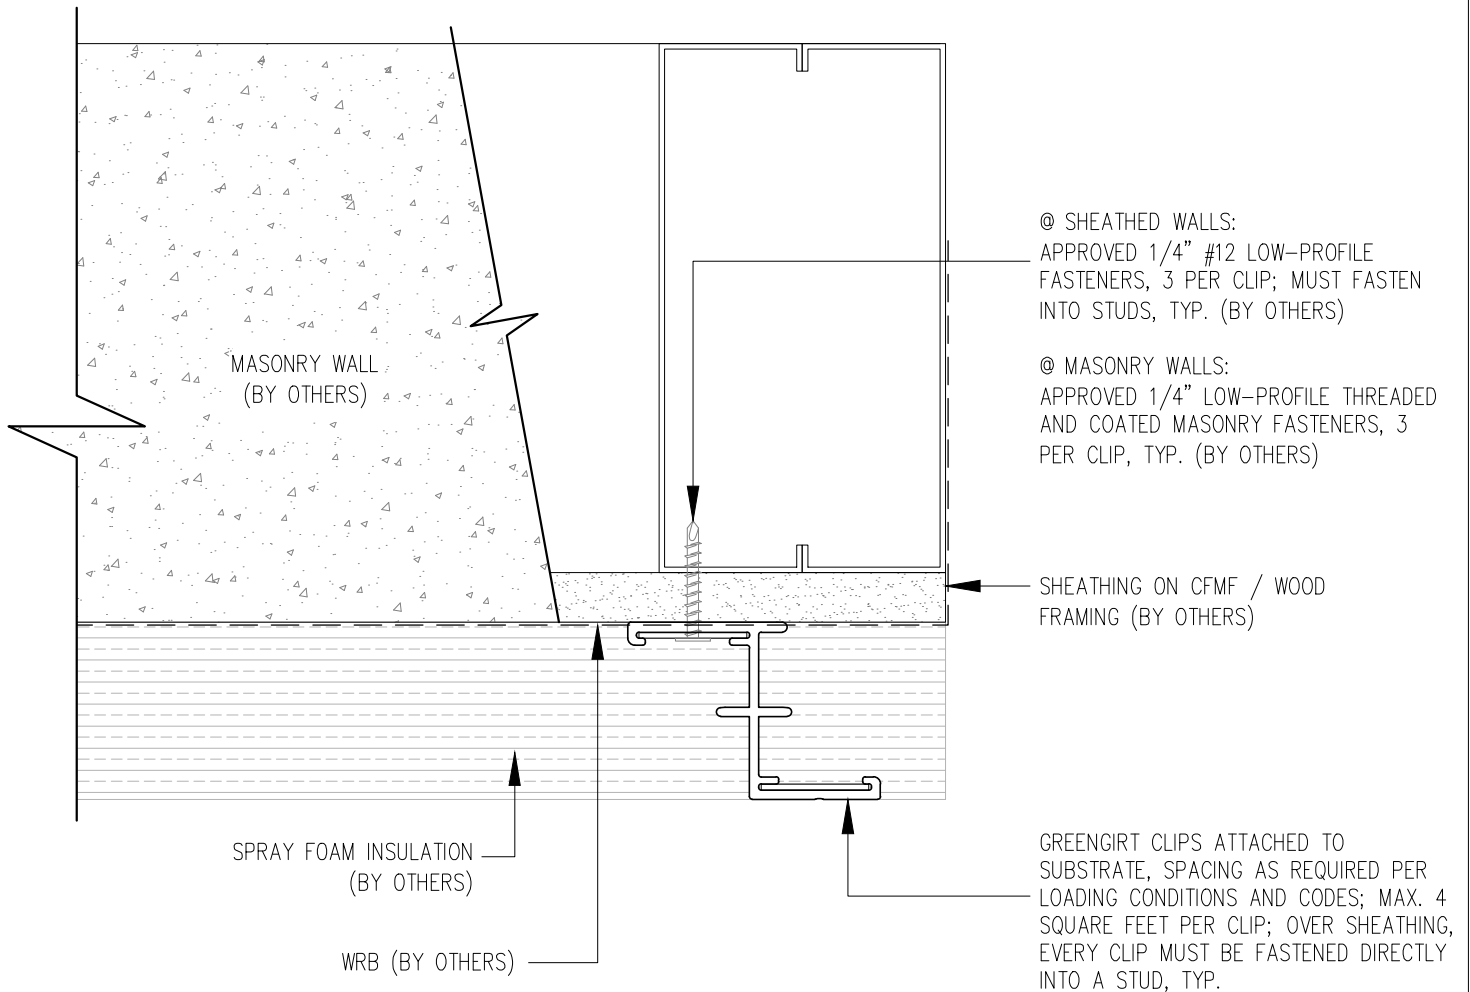 @ SHEATHED WALLS:
APPROVED 1/4" #12 LOW-PROFILE
FASTENERS, 3 PER CLIP; MUST FASTEN
INTO STUDS, TYP. (BY OTHERS)
@ MASONRY WALLS:
APPROVED 1/4" LOW-PROFILE THREADED
AND COATED MASONRY FASTENERS, 3
PER CLIP, TYP. (BY OTHERS)
MASONRY WALL
(BY OTHERS)
SHEATHING ON CFMF / WOOD
FRAMING (BY OTHERS)
SPRAY FOAM INSULATION
(BY OTHERS)
WRB (BY OTHERS)
GREENGIRT CLIPS ATTACHED TO
SUBSTRATE, SPACING AS REQUIRED PER
LOADING CONDITIONS AND CODES; MAX. 4
SQUARE FEET PER CLIP; OVER SHEATHING,
EVERY CLIP MUST BE FASTENED DIRECTLY
INTO A STUD, TYP.